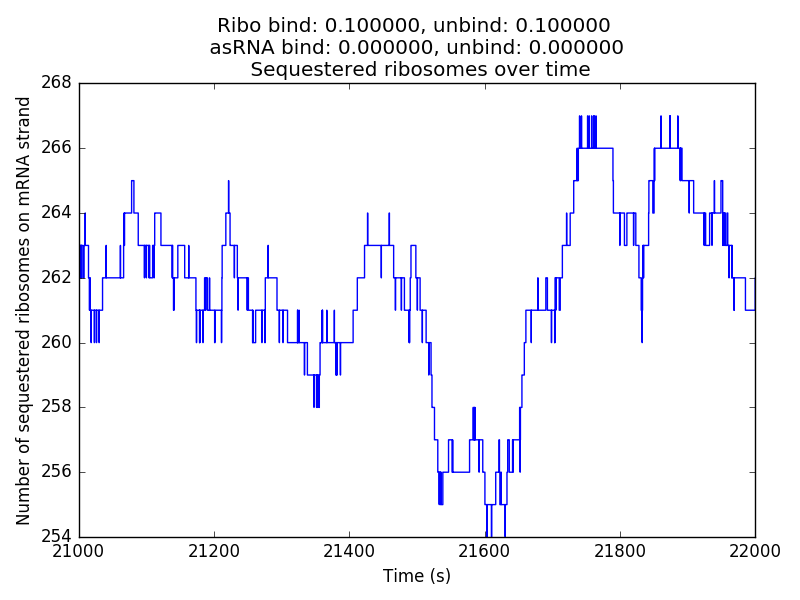 Ribo bind: 0.100000, unbind: 0.100000
asRNA bind: 0.000000, unbind: 0.000000
Sequestered ribosomes over time
Number of sequestered ribosomes on mRNA strand
268
266
264
262
260
258
256
254
21000 21200 21400 21600 21800 22000
Time (s)